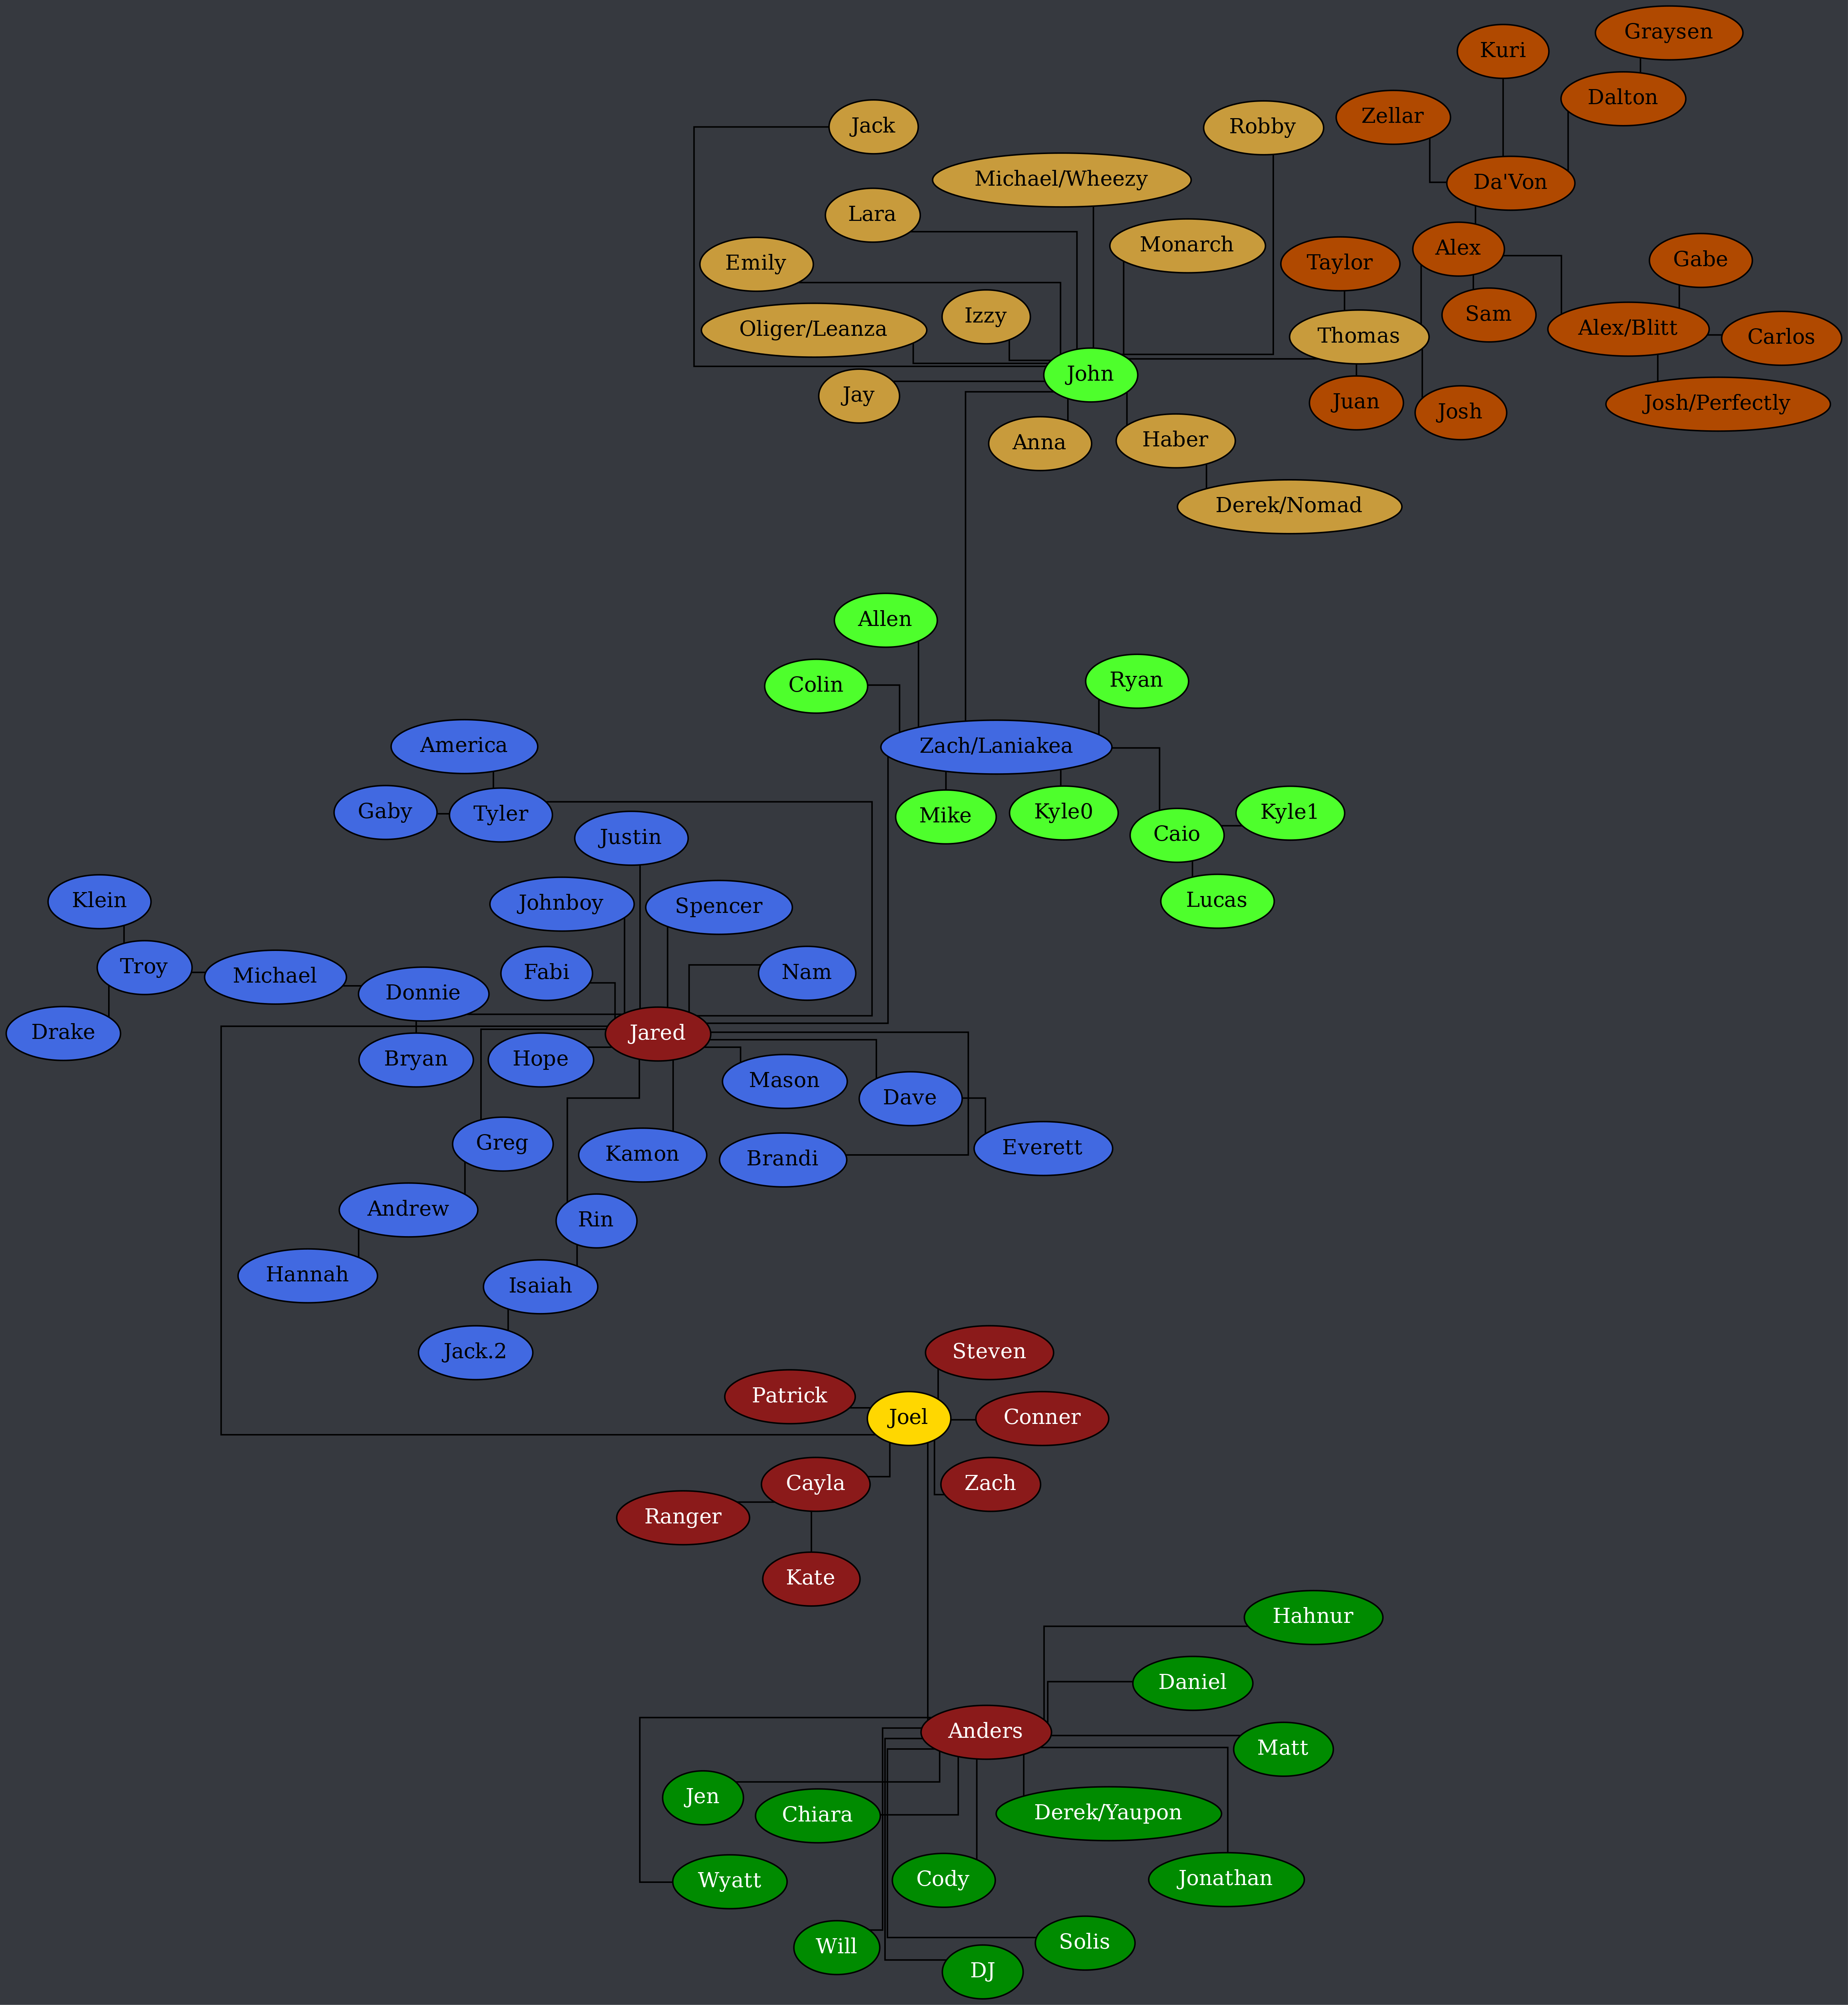 Graysen
Kuri
Dalton
Zellar
Jack
Robby
Michael/Wheezy
Da'Von
Lara
Monarch
Alex
Gabe
Emily
Taylor
Izzy
Sam
Oliger/Leanza
Alex/Blitt
Thomas
Carlos
John
Jay
Juan
Josh
Josh/Perfectly
Anna
Haber
Derek/Nomad
Allen
Colin
Ryan
America
Zach/Laniakea
Gaby
Tyler
Mike
Kyle0
Kyle1
Justin
Caio
Klein
Johnboy
Spencer
Lucas
Troy
Michael
Fabi
Nam
Donnie
Drake
Jared
Bryan
Hope
Mason
Dave
Greg
Kamon
Brandi
Everett
Andrew
Rin
Hannah
Isaiah
Jack.2
Steven
Patrick
Joel
Conner
Cayla
Zach
Ranger
Kate
Hahnur
Daniel
Anders
Matt
Jen
Chiara
Derek/Yaupon
Wyatt
Cody
Jonathan
Will
Solis
DJ